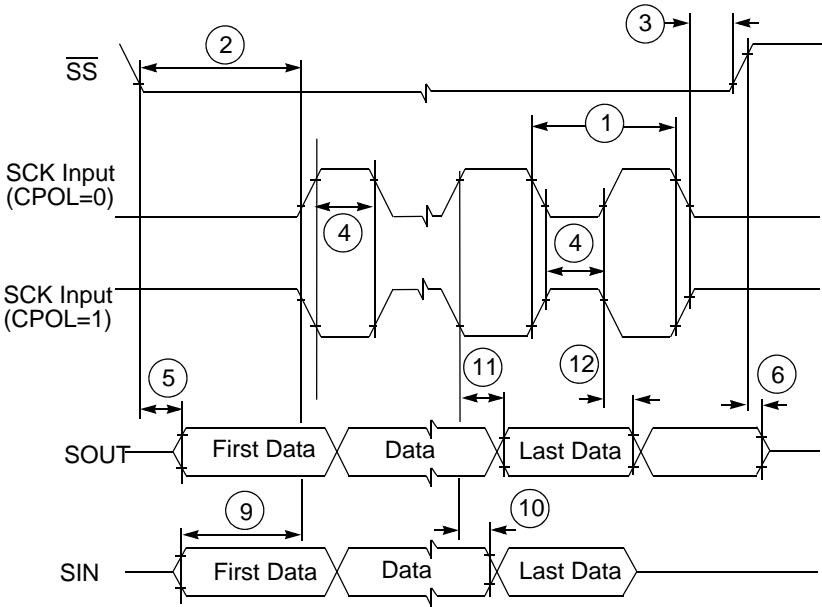 3
2
SS
1
SCK Input
(CPOL=0)
4
4
SCK Input
(CPOL=1)
5
11
12
6
SOUT
First Data
Data
Last Data
9
10
SIN
First Data
Data
Last Data